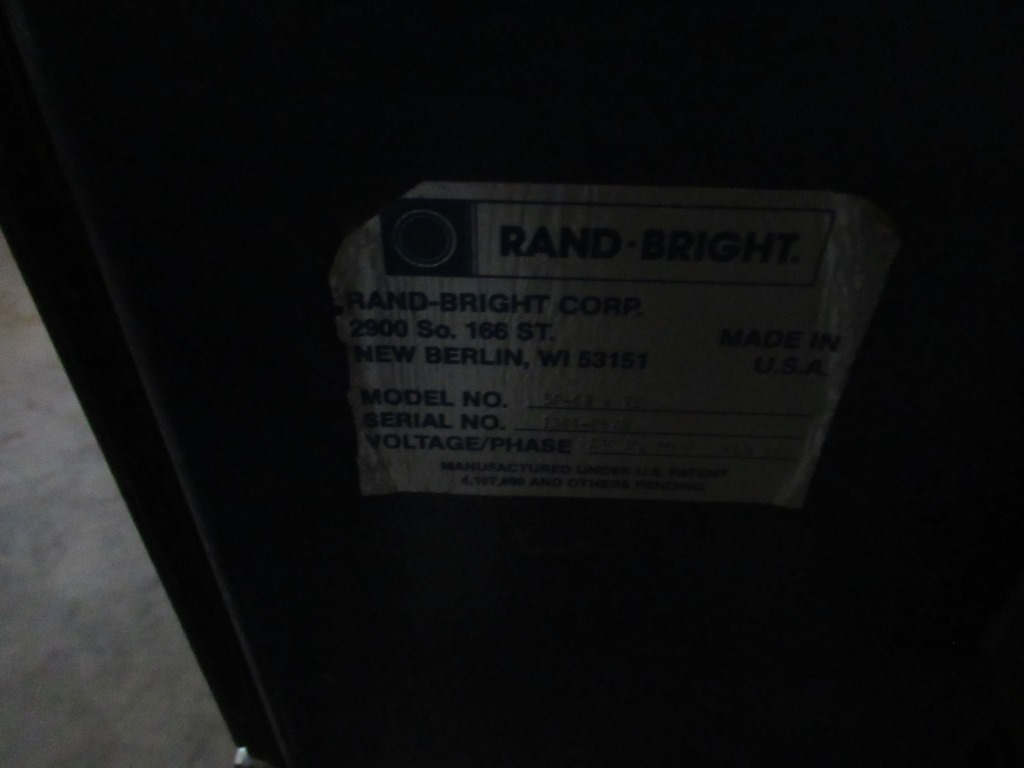 RAND-BRIGHT.
RAND-BRIGHT CORP.
2900 So. 166 ST.
NEW BERLIN, WI 53151
MADE IN
U.S.A.
MODEL NO.
SERIAL NO.
VOLTAGE/PHASE
MANUFACTURED UNDER U.S. PATENT
AND OTHERS PENDING